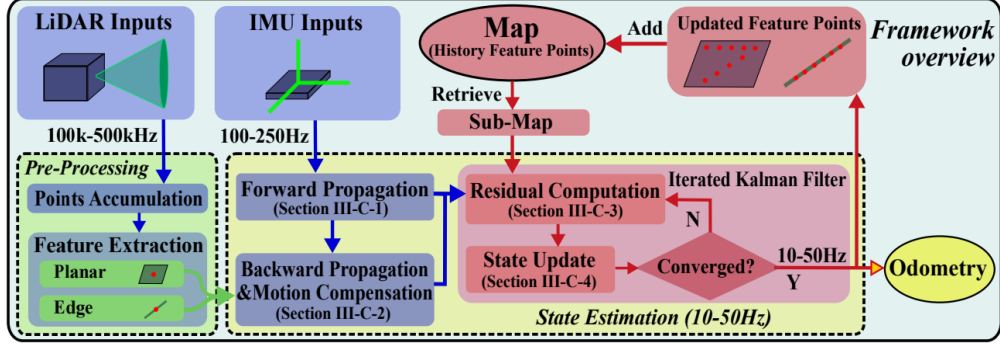 LiDAR Inputs
100k-500kHz
IMU Inputs
100-250Hz
Map
(History Feature Points)
Add
Updated Feature Points
Framework
overview
Retrieve
Sub-Map
Pre-Processing
Points Accumulation
Feature Extraction
Planar
Edge
Forward Propagation
(Section III-C-1)
Backward Propagation
&Motion Compensation
(Section III-C-2)
Iterated Kalman Filter
Residual Computation
(Section III-C-3)
N
State Update
(Section III-C-4)
Converged?
10-50Hz
Y
Odometry
State Estimation (10-50Hz)